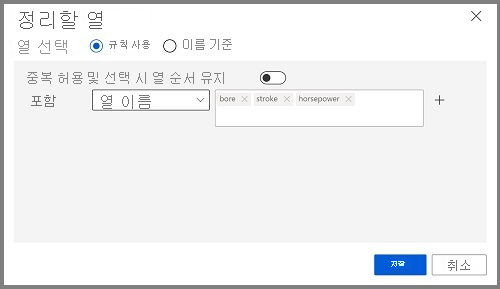 정리할 열
열 선택 규칙 사용 이름 기준
중복 허용 및 선택 시 열 순서 유지
포함 열 이름 bore stroke horsepower
저장 취소